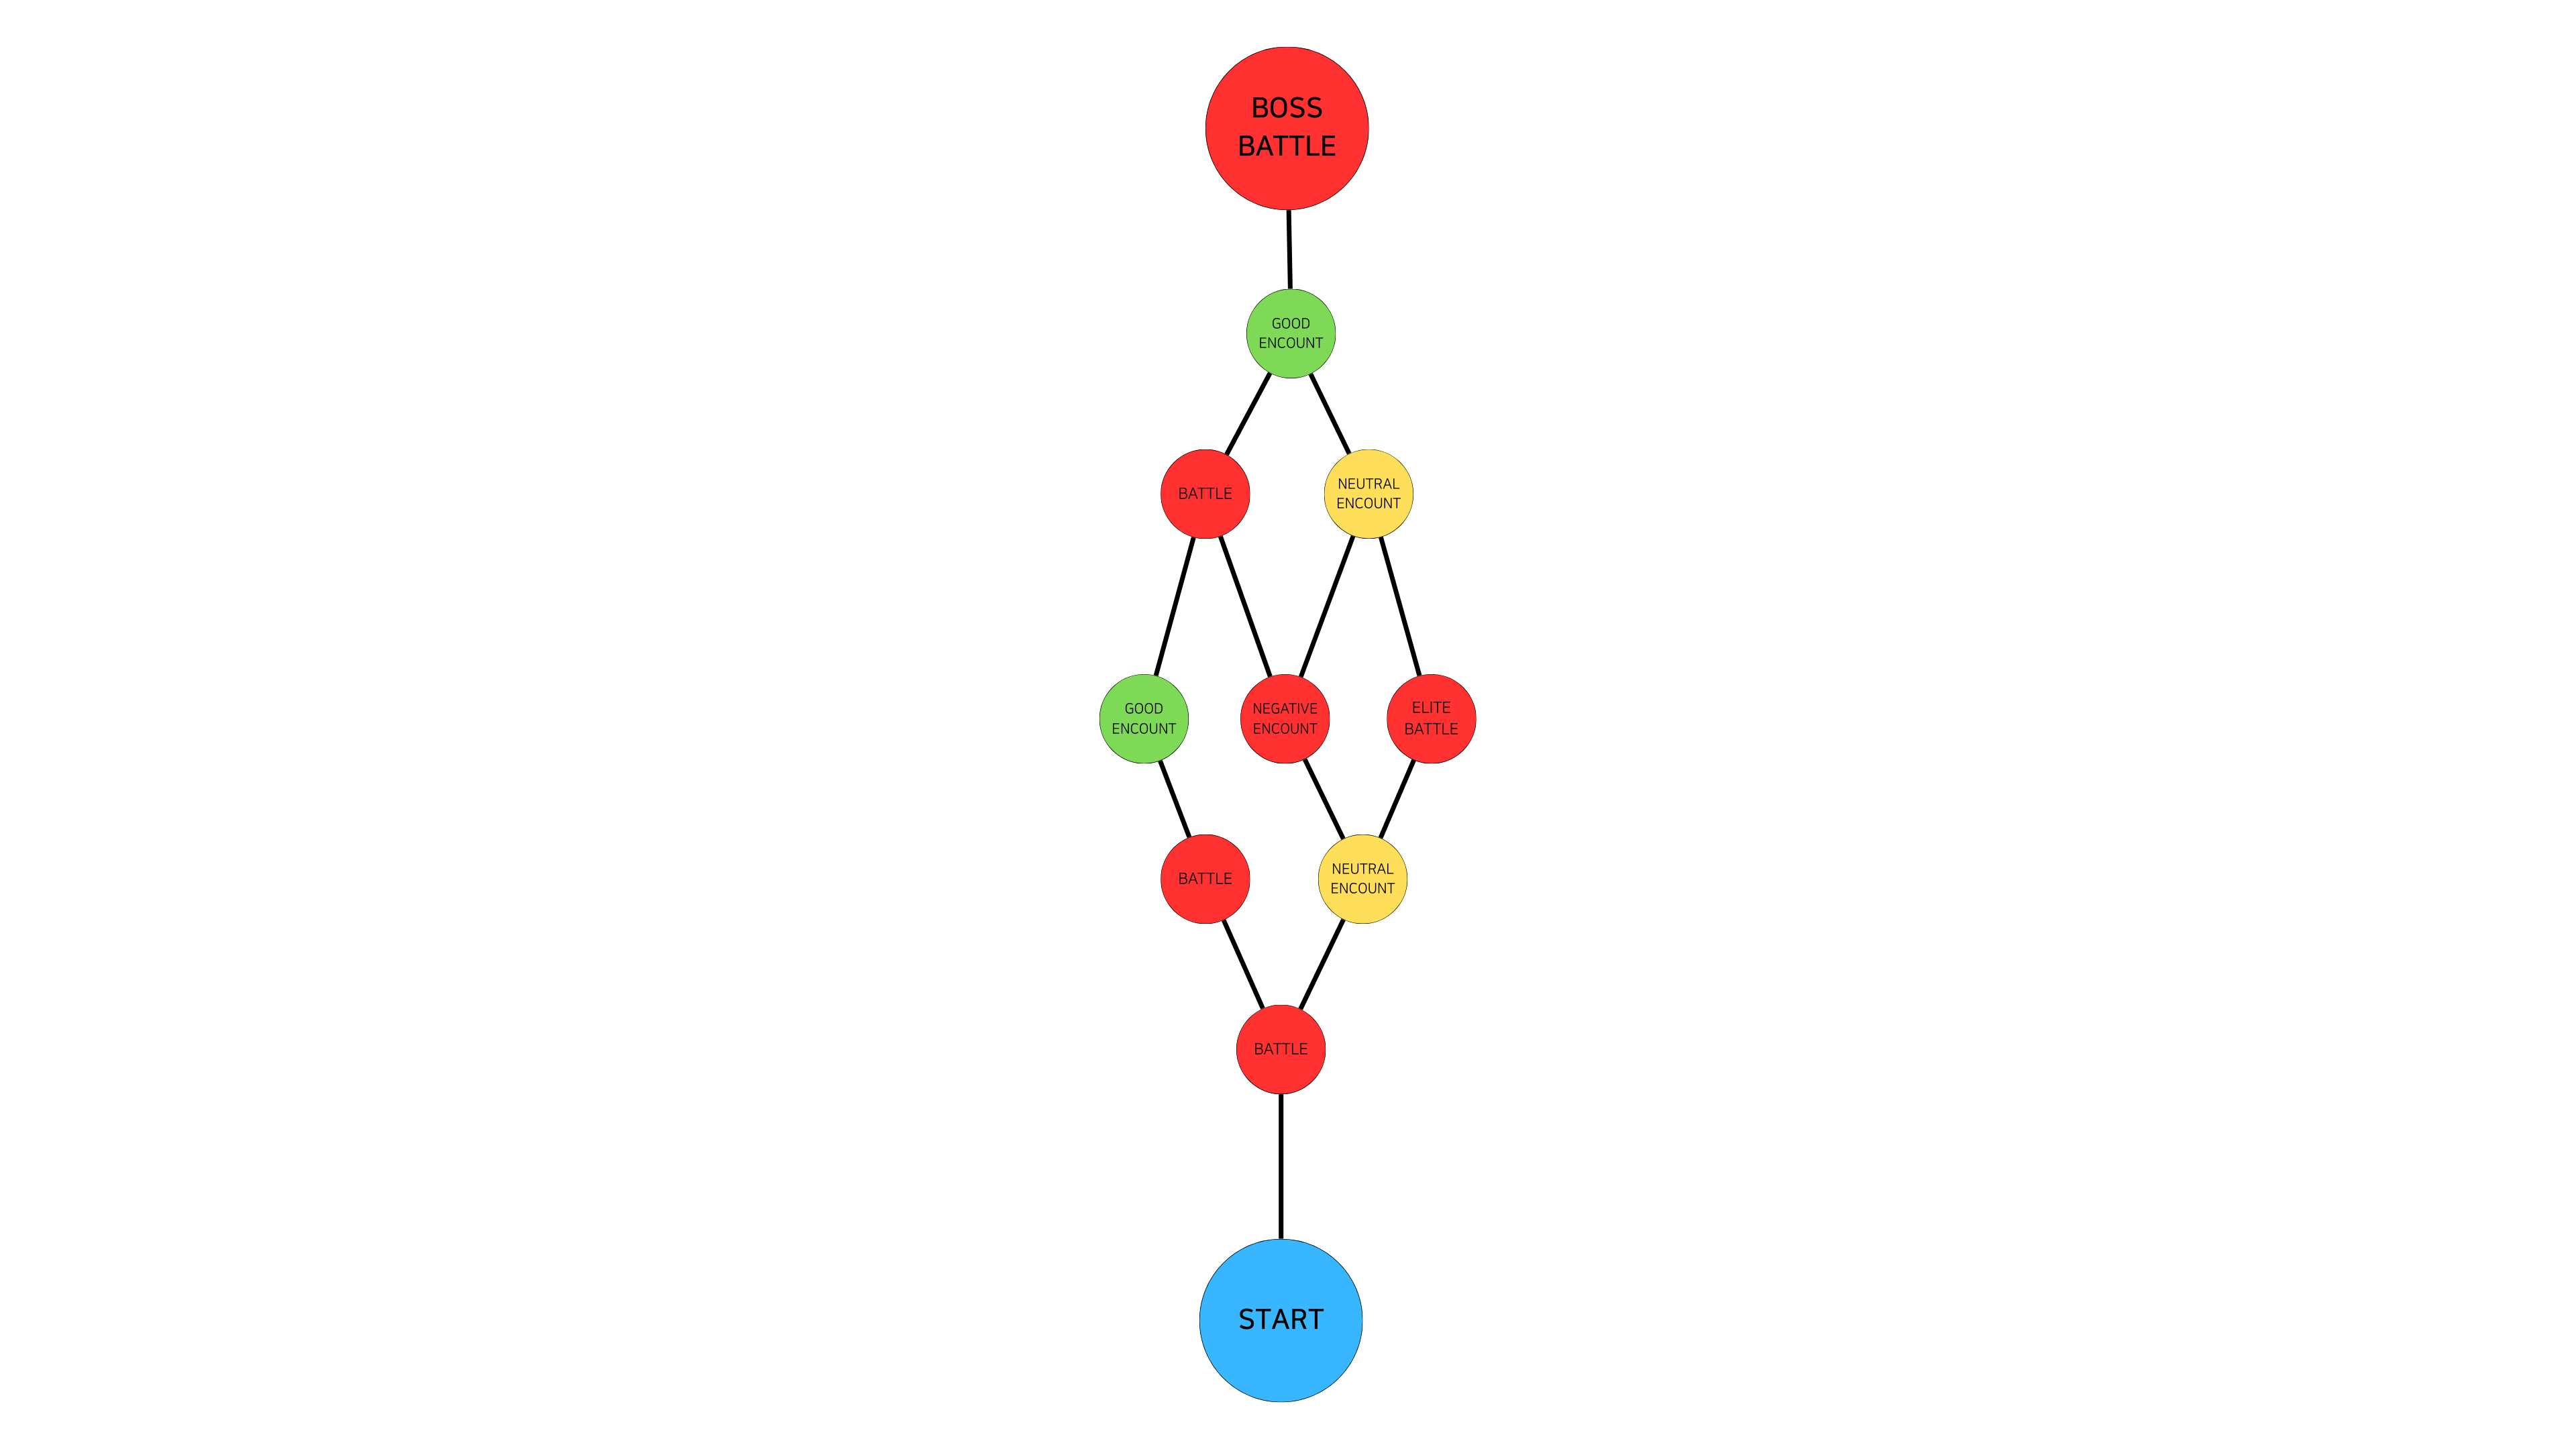 BOSS
BATTLE
GOOD
ENCOUNT
BATTLE
NEUTRAL
ENCOUNT
GOOD
ENCOUNT
NEGATIVE
ENCOUNT
ELITE
BATTLE
BATTLE
NEUTRAL
ENCOUNT
BATTLE
START